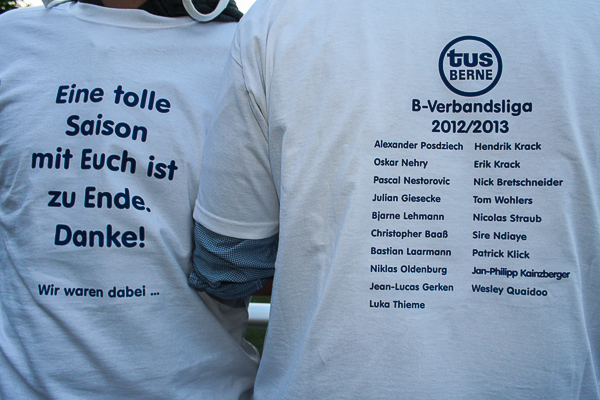 Eine tolle
Saison
mit Euch ist
zu Ende.
Danke!
Wir waren dabei ...
tus
BERNE
B-Verbandsliga
2012/2013
Alexander Posdziech Hendrik Krack
Oskar Nehry Erik Krack
Pascal Nestorovic Nick Bretschneider
Julian Giesecke Tom Wohlers
Bjarne Lehmann Nicolas Straub
Christopher Baaß Sire Ndiaye
Bastian Laarmann Patrick Klick
Niklas Oldenburg Jan-Philipp Kainzberger
Jean-Lucas Gerken Wesley Quaidoo
Luka Thieme